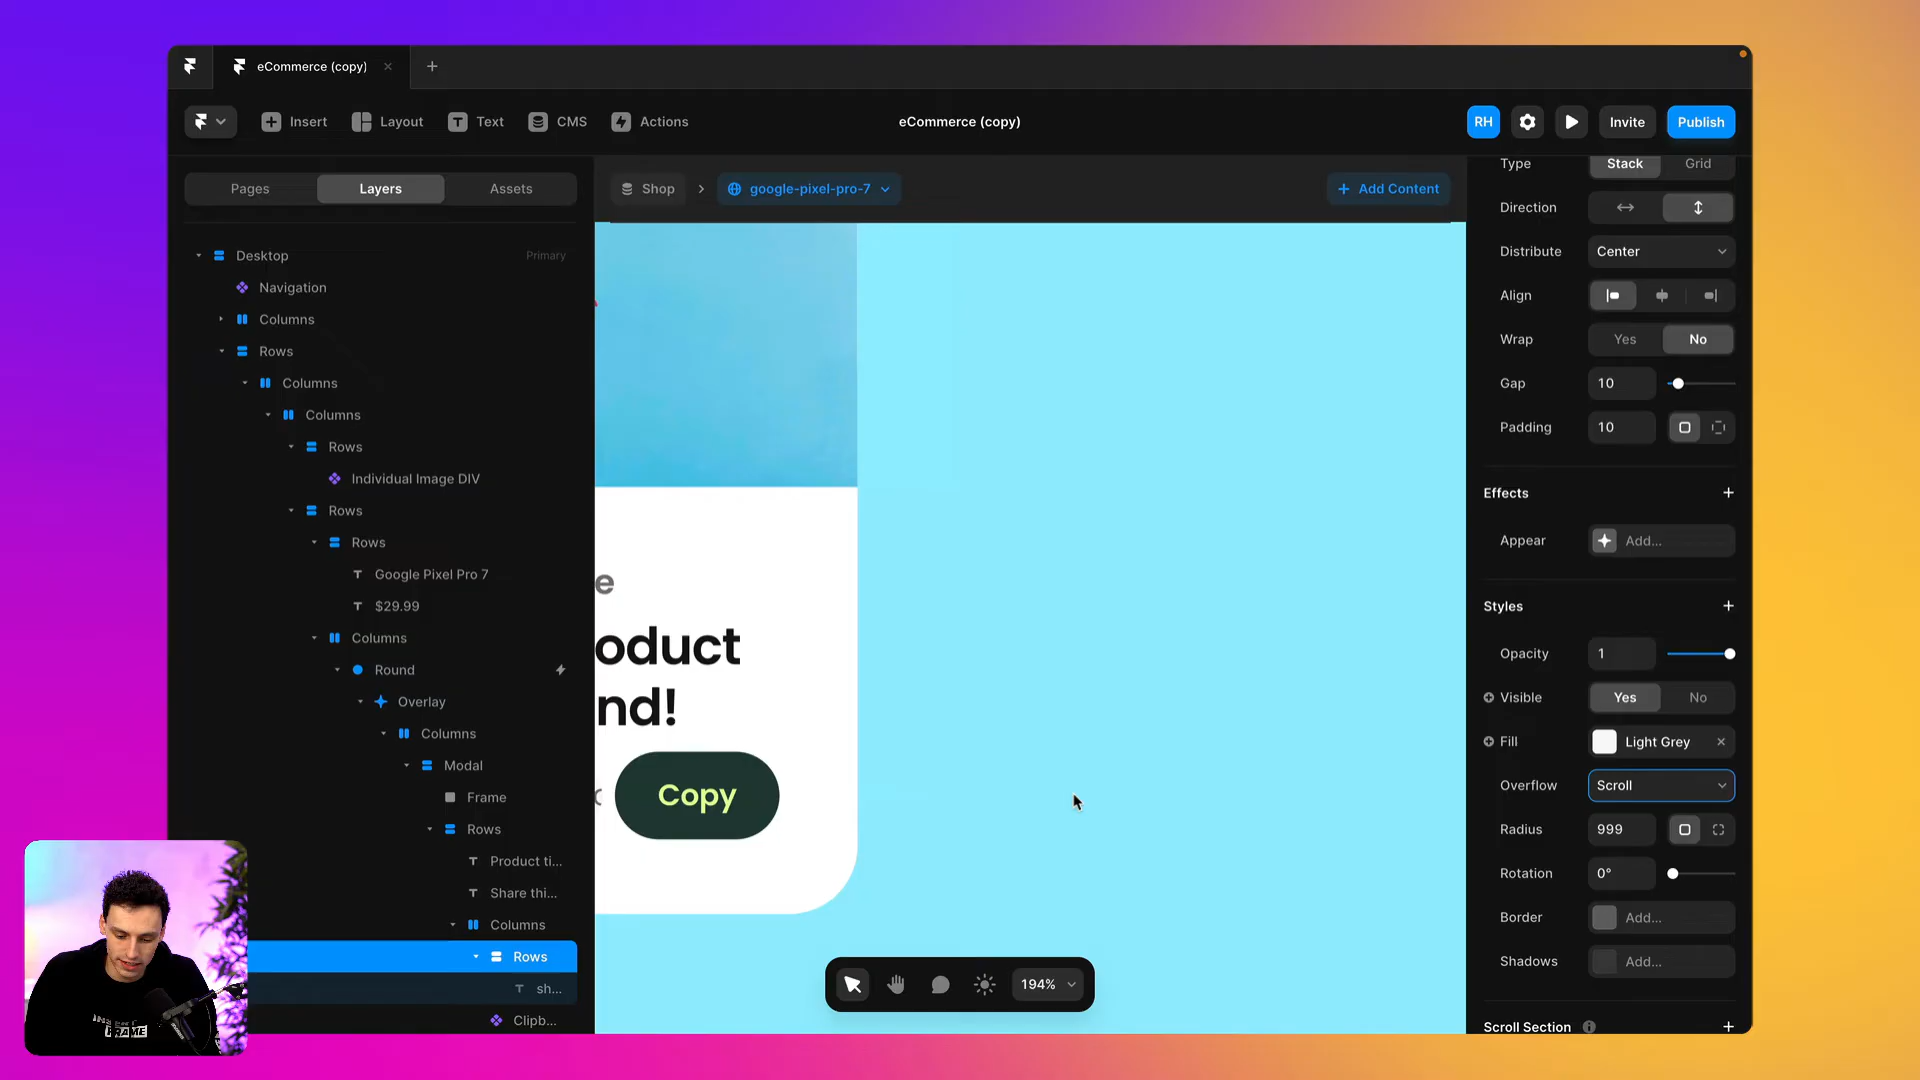 eCommerce (copy)
Insert
Layout
Text
CMS
Actions
eCommerce (copy)
RH
Invite
Publish
Pages
Layers
Assets
Shop
google-pixel-pro-7
Add Content
Desktop
Primary
Navigation
Columns
Rows
Columns
Columns
Rows
Individual Image DIV
Rows
Rows
Google Pixel Pro 7
$29.99
Columns
Round
Overlay
Columns
Modal
Frame
Rows
Product ti...
Share thi...
Columns
Rows
sh...
Clipb...
e
oduct
nd!
Copy
194%
Type
Stack
Grid
Direction
Distribute
Center
Align
Wrap
Yes
No
Gap
10
Padding
10
Effects
Appear
Add...
Styles
Opacity
1
Visible
Yes
No
Fill
Light Grey
Overflow
Scroll
Radius
999
Rotation
0°
Border
Add...
Shadows
Add...
Scroll Section
FRAME